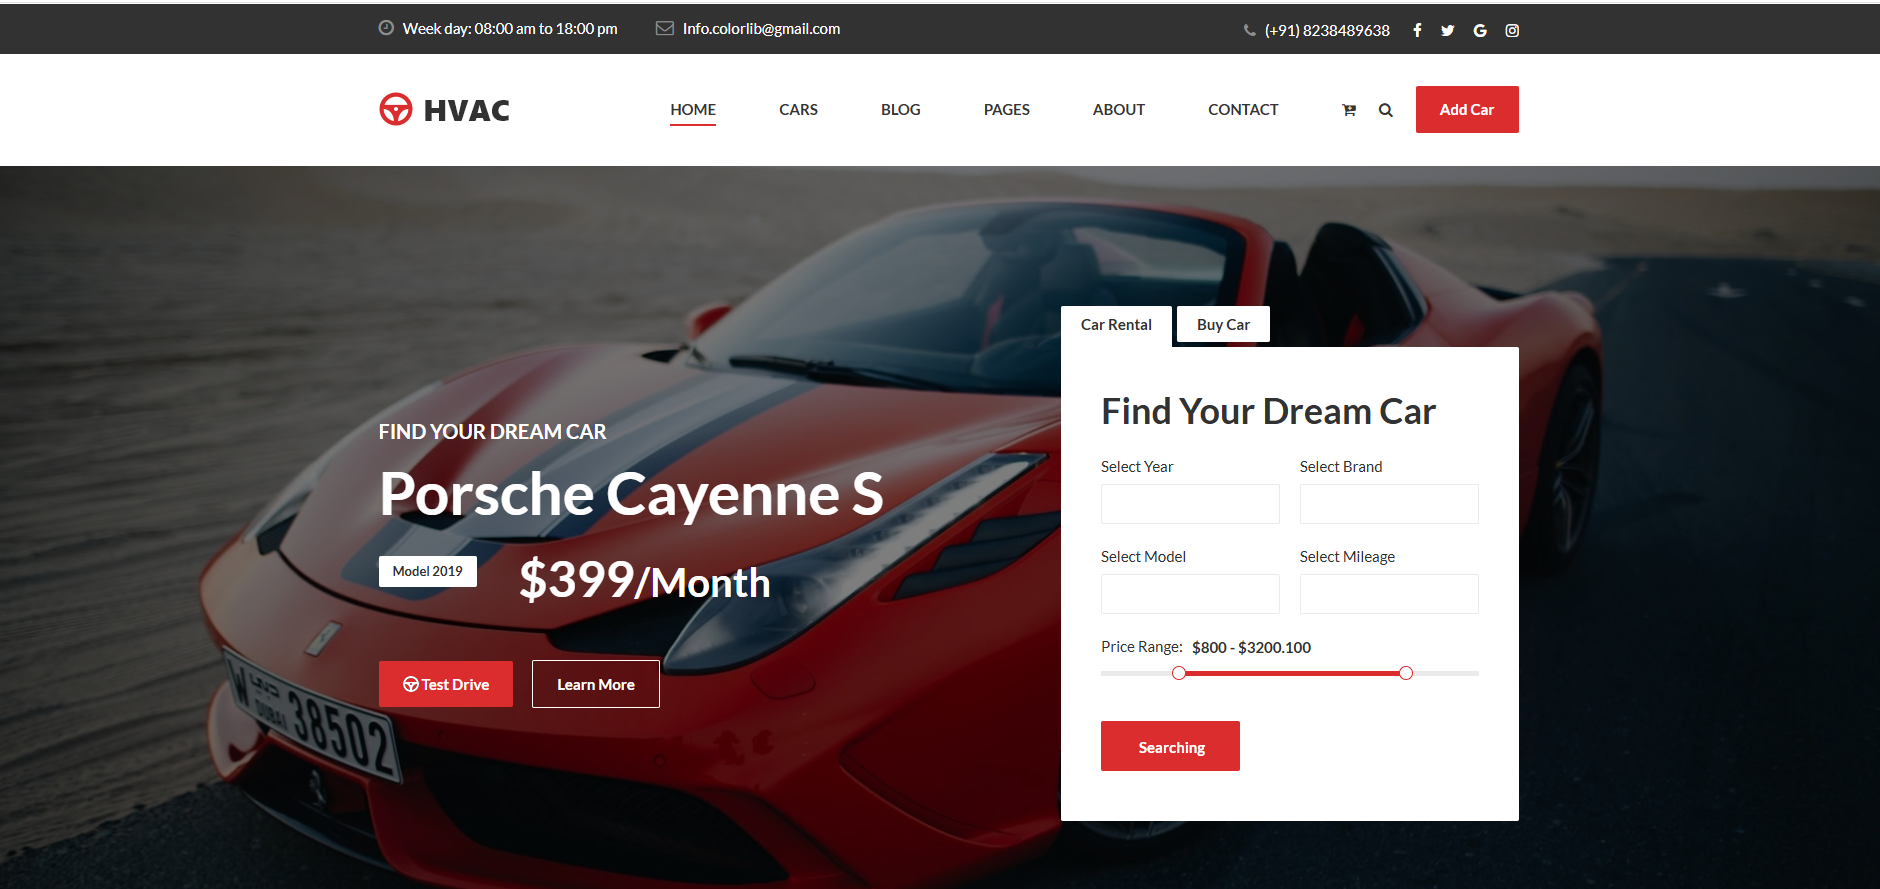 Week day: 08:00 am to 18:00 pm
Info.colorlib@gmail.com
(+91) 8238489638
HVAC
HOME
CARS
BLOG
PAGES
ABOUT
CONTACT
Add Car
Car Rental
Buy Car
FIND YOUR DREAM CAR
Porsche Cayenne S
Model 2019
$399/Month
Test Drive
Learn More
W دبي DUBAI 38502
Find Your Dream Car
Select Year
Select Brand
Select Model
Select Mileage
Price Range: $800 - $3200.100
Searching